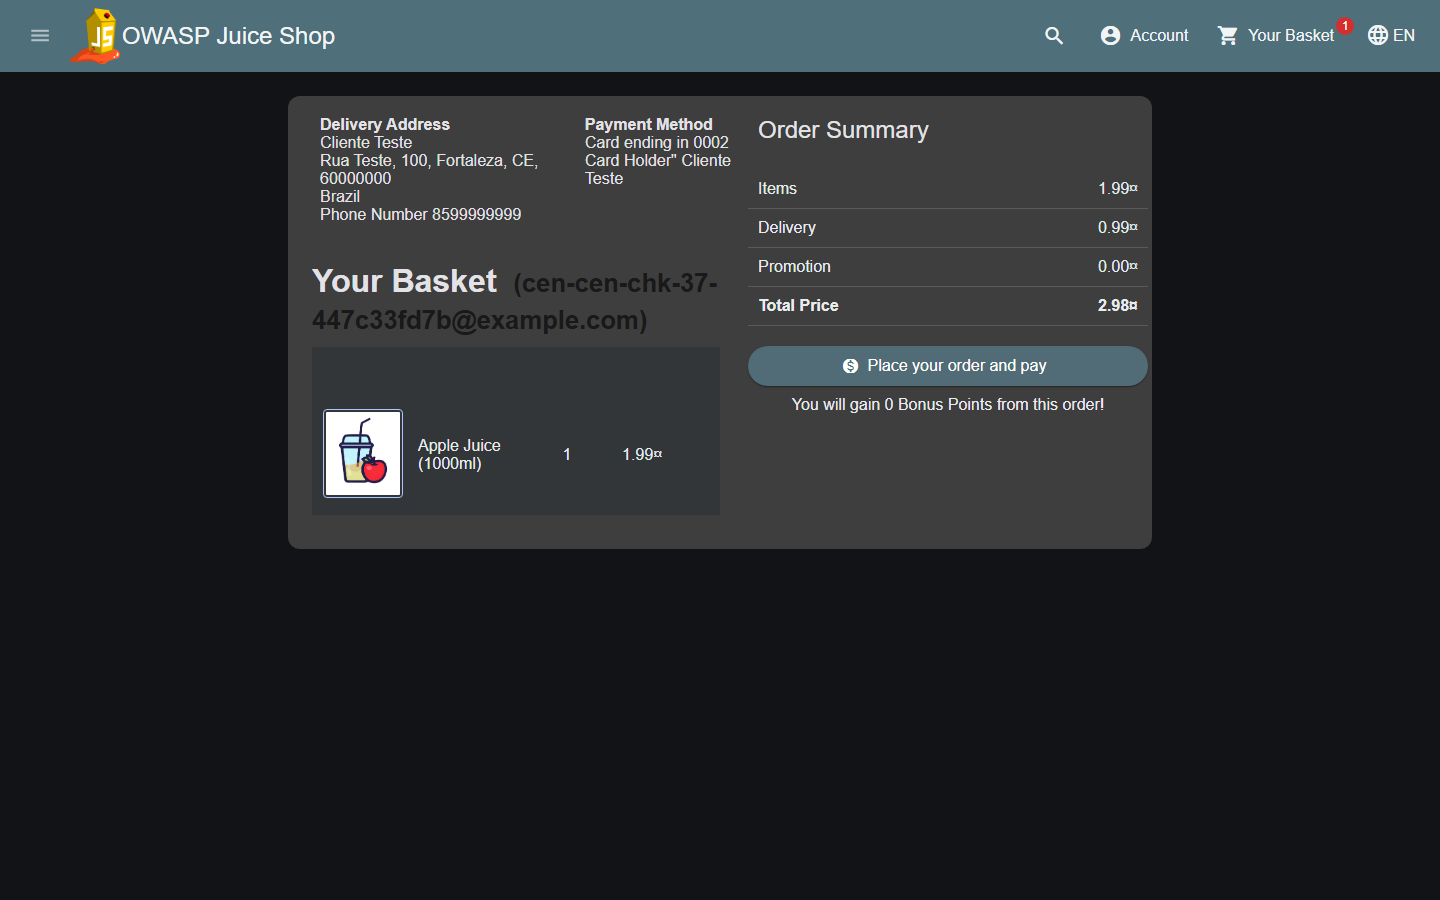 OWASP Juice Shop
Account
Your Basket
1
EN
Delivery Address
Cliente Teste
Rua Teste, 100, Fortaleza, CE,
60000000
Brazil
Phone Number 8599999999
Payment Method
Card ending in 0002
Card Holder" Cliente
Teste
Your Basket (cen-cen-chk-37-
447c33fd7b@example.com)
Apple Juice
(1000ml)
1
1.99¤
Order Summary
Items 1.99¤
Delivery 0.99¤
Promotion 0.00¤
Total Price 2.98¤
Place your order and pay
You will gain 0 Bonus Points from this order!